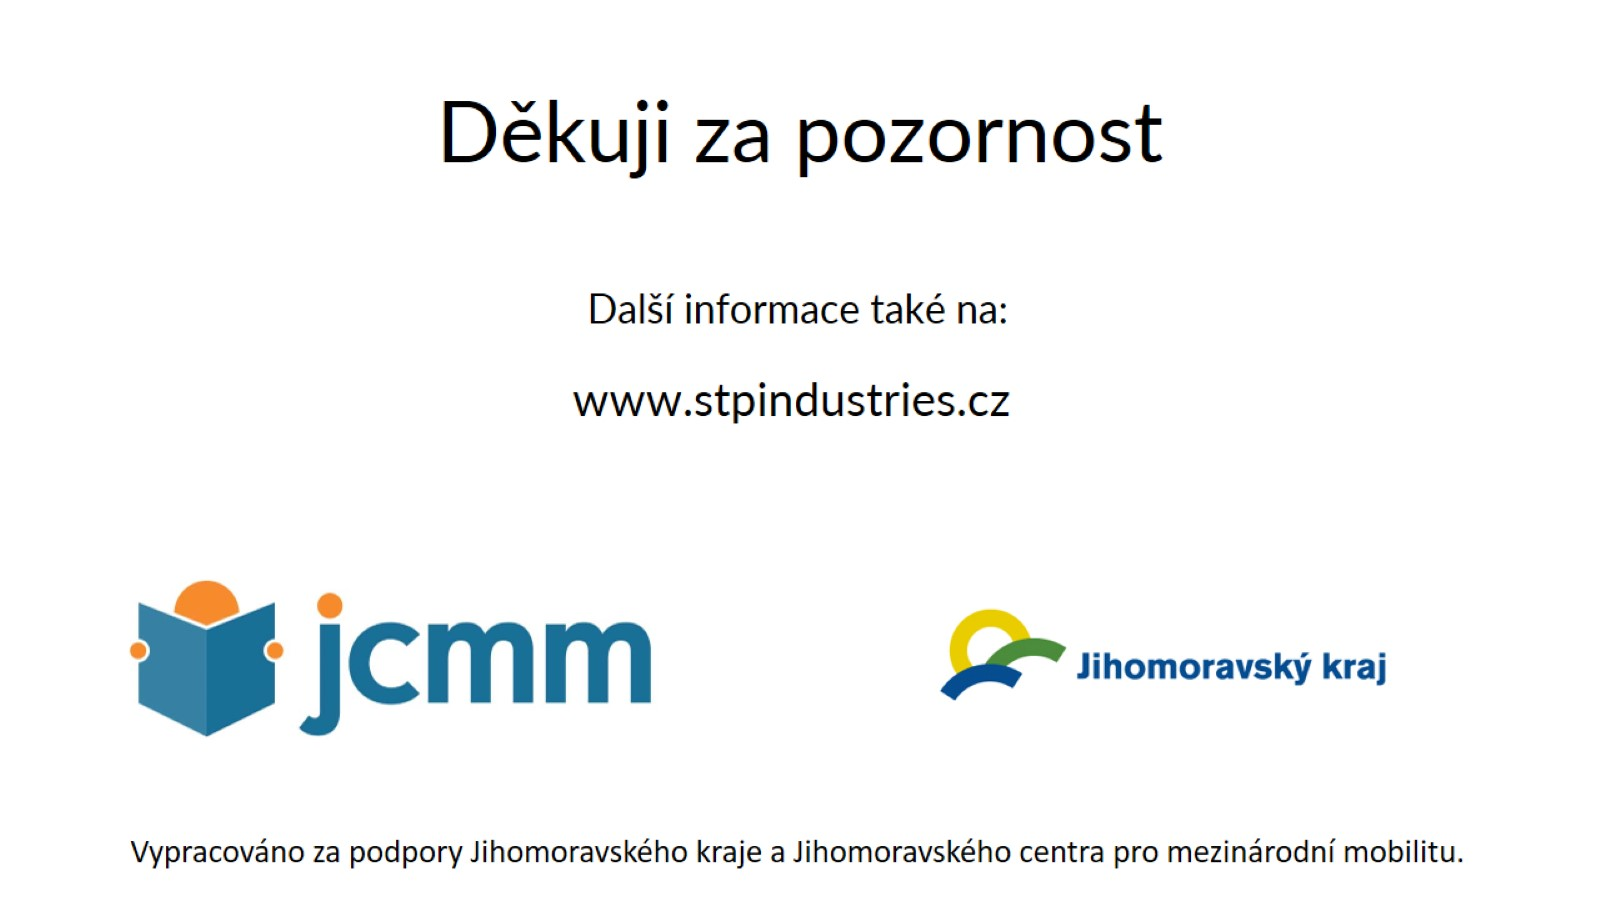 Děkuji za pozornost
Další informace také na:
www.stpindustries.cz
jcmm
Jihomoravský kraj
Vypracováno za podpory Jihomoravského kraje a Jihomoravského centra pro mezinárodní mobilitu.